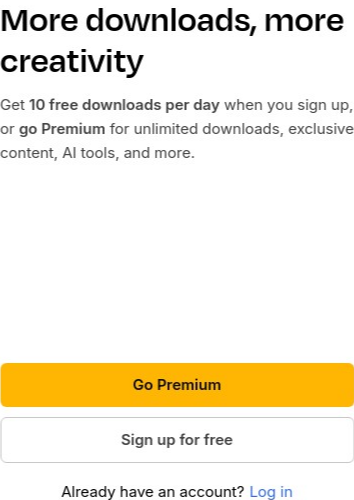 More downloads, more
creativity
Get 10 free downloads per day when you sign up,
or go Premium for unlimited downloads, exclusive
content, AI tools, and more.
Go Premium
Sign up for free
Already have an account? Log in